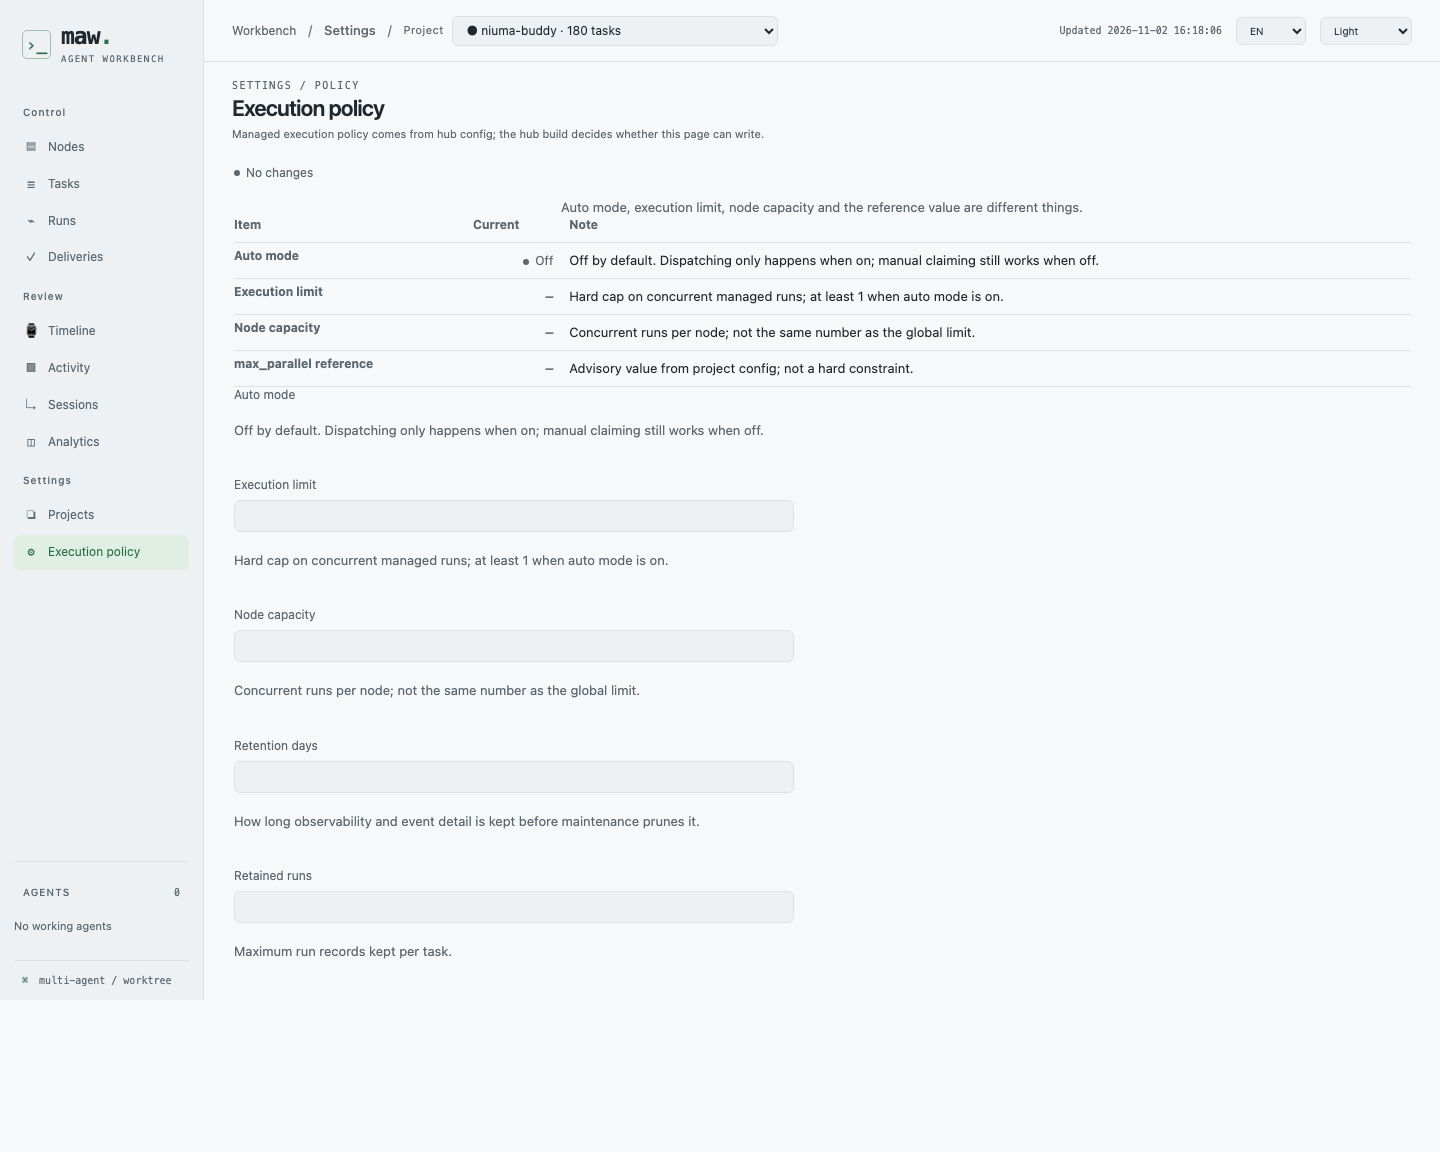 maw.
AGENT WORKBENCH
Control
Nodes
Tasks
Runs
Deliveries
Review
Timeline
Activity
Sessions
Analytics
Settings
Projects
Execution policy
AGENTS 0
No working agents
multi-agent / worktree
Workbench / Settings / Project ● niuma-buddy · 180 tasks
Updated 2026-11-02 16:18:06 EN Light
SETTINGS / POLICY
Execution policy
Managed execution policy comes from hub config; the hub build decides whether this page can write.
No changes
Auto mode, execution limit, node capacity and the reference value are different things.
Item Current Note
Auto mode Off Off by default. Dispatching only happens when on; manual claiming still works when off.
Execution limit — Hard cap on concurrent managed runs; at least 1 when auto mode is on.
Node capacity — Concurrent runs per node; not the same number as the global limit.
max_parallel reference — Advisory value from project config; not a hard constraint.
Auto mode
Off by default. Dispatching only happens when on; manual claiming still works when off.
Execution limit
Hard cap on concurrent managed runs; at least 1 when auto mode is on.
Node capacity
Concurrent runs per node; not the same number as the global limit.
Retention days
How long observability and event detail is kept before maintenance prunes it.
Retained runs
Maximum run records kept per task.